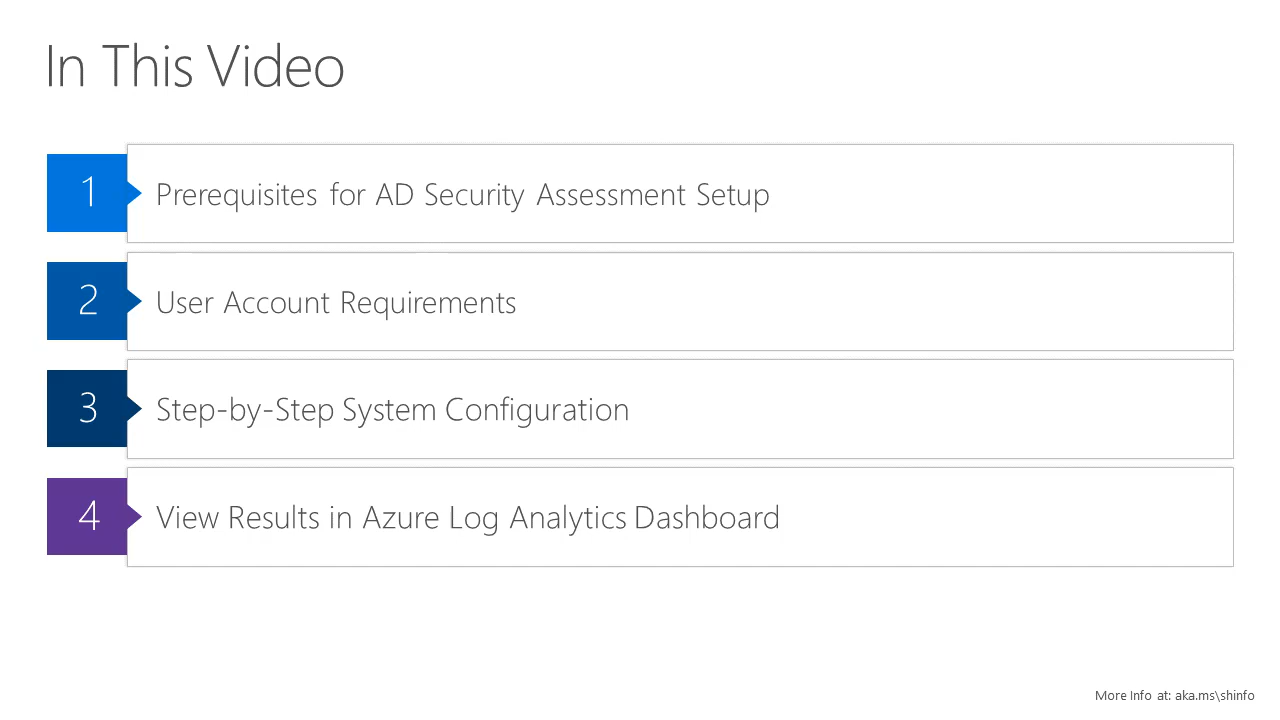 In This Video
1
Prerequisites for AD Security Assessment Setup
2
User Account Requirements
3
Step-by-Step System Configuration
4
View Results in Azure Log Analytics Dashboard
More Info at: aka.ms\shinfo